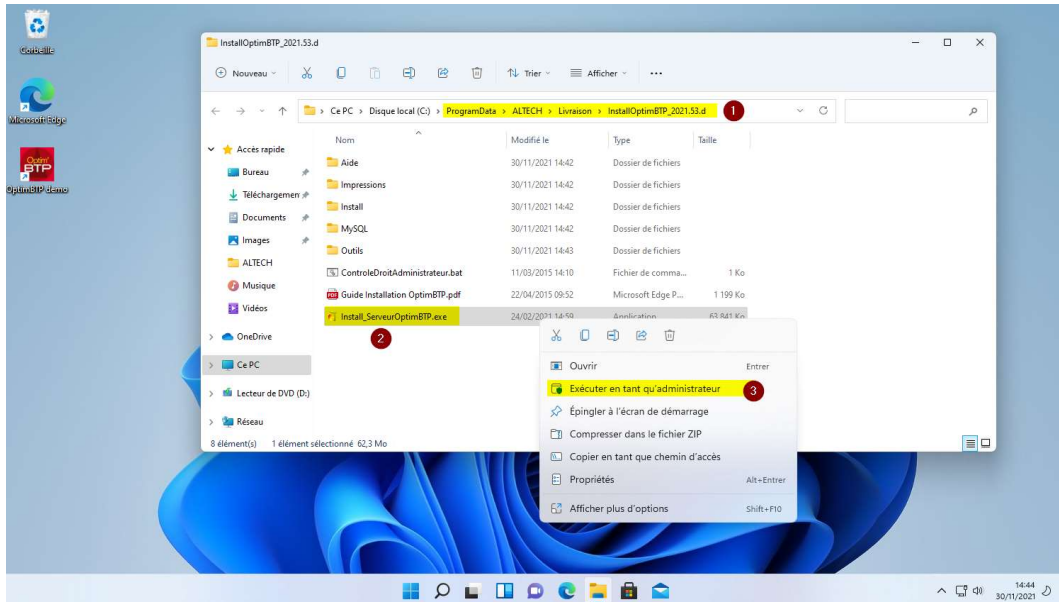 Corbeille
Microsoft Edge
Optim'
BTP
OptimBTP demo
InstallOptimBTP_2021.53.d
Nouveau
Trier
Afficher
Ce PC > Disque local (C:) > ProgramData > ALTECH > Livraison > InstallOptimBTP_2021.53.d
1
Nom Modifié le Type Taille
Accès rapide
Bureau
Téléchargemen
Documents
Images
ALTECH
Musique
Vidéos
OneDrive
Ce PC
Lecteur de DVD (D:)
Réseau
Aide 30/11/2021 14:42 Dossier de fichiers
Impressions 30/11/2021 14:42 Dossier de fichiers
Install 30/11/2021 14:42 Dossier de fichiers
MySQL 30/11/2021 14:42 Dossier de fichiers
Outils 30/11/2021 14:43 Dossier de fichiers
ControleDroitAdministrateur.bat 11/03/2015 14:10 Fichier de comma... 1 Ko
PDF Guide Installation OptimBTP.pdf 22/04/2015 09:52 Microsoft Edge P... 1 199 Ko
Install_ServeurOptimBTP.exe 24/02/2021 14:59 Application 63 841 Ko
2
Ouvrir Entrer
Exécuter en tant qu'administrateur
3
Épingler à l'écran de démarrage
Compresser dans le fichier ZIP
Copier en tant que chemin d'accès
Propriétés Alt+Entrer
Afficher plus d'options Shift+F10
8 élément(s) 1 élément sélectionné 62,3 Mo
14:44
30/11/2021